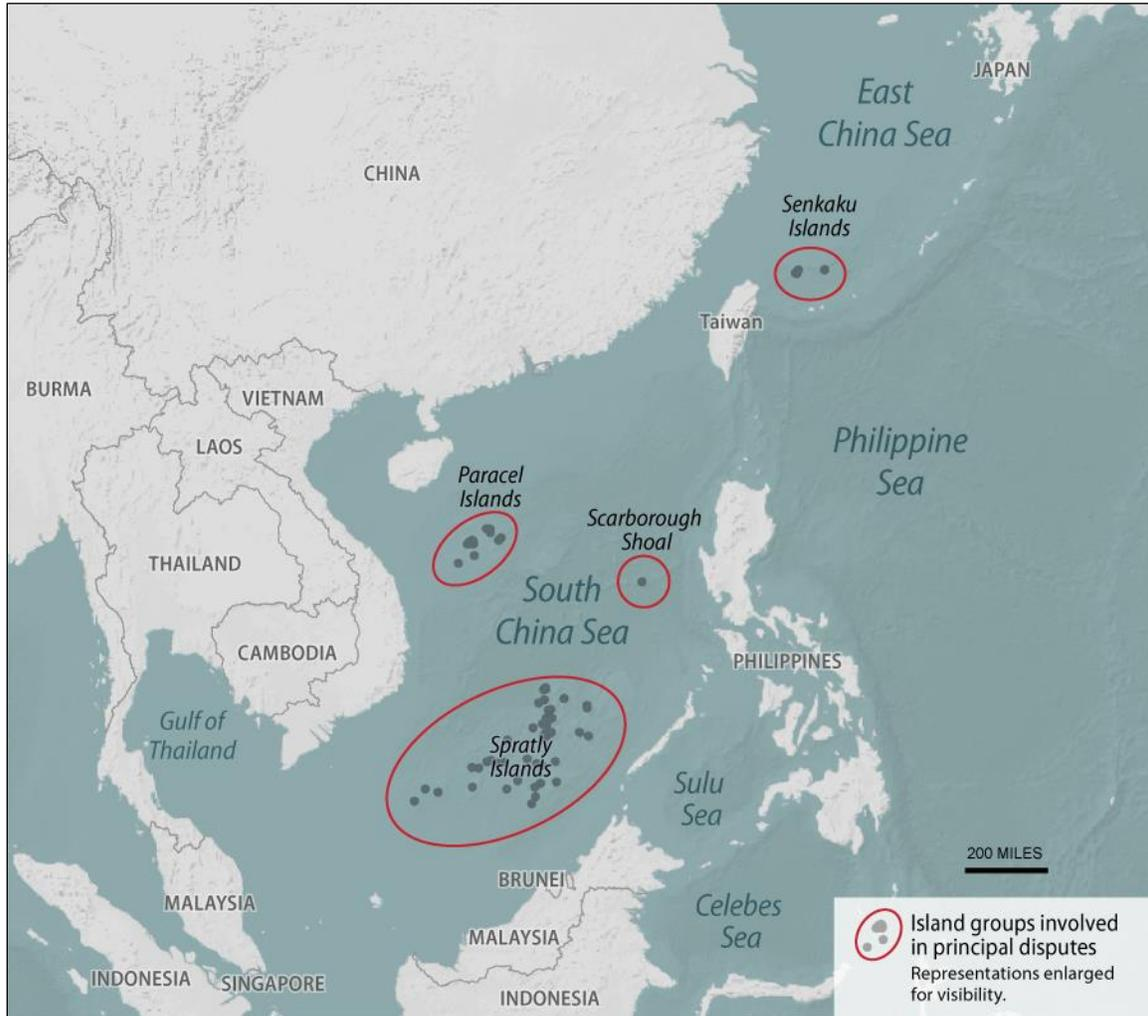 JAPAN
East
China Sea
CHINA
Senkaku
Islands
Taiwan
BURMA
VIETNAM
LAOS
Philippine
Sea
Paracel
Islands
Scarborough
Shoal
THAILAND
South
China Sea
CAMBODIA
PHILIPPINES
Gulf of
Thailand
Spratly
Islands
Sulu
Sea
200 MILES
BRUNEI
MALAYSIA
Celebes
Sea
MALAYSIA
INDONESIA
SINGAPORE
INDONESIA
Island groups involved
in principal disputes
Representations enlarged
for visibility.